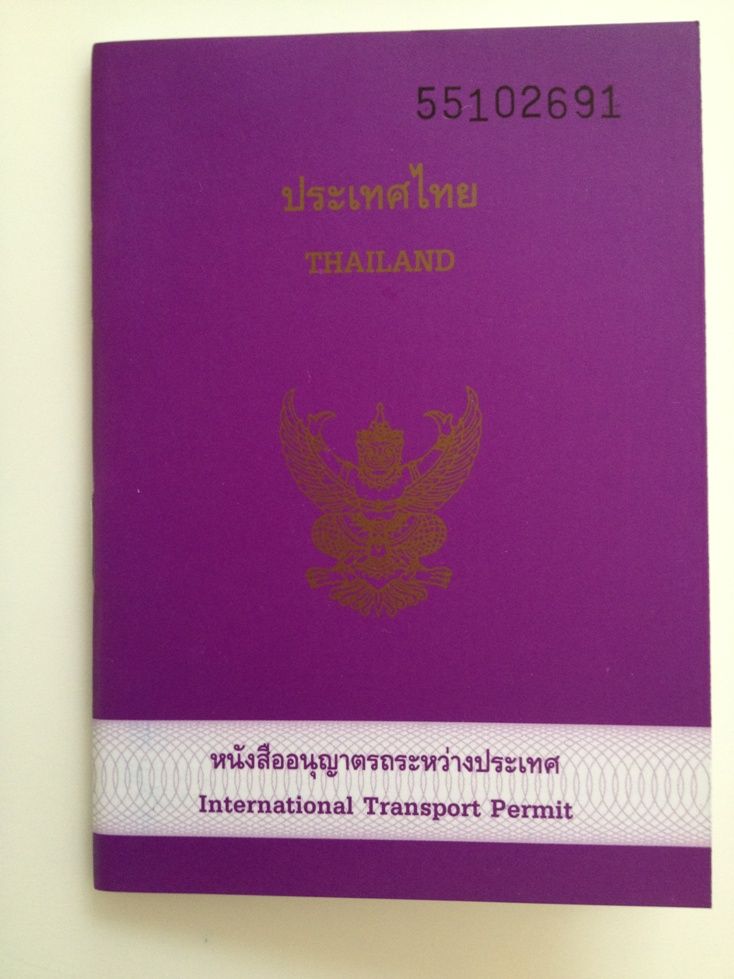 55102691
ประเทศไทย
THAILAND
หนังสืออนุญาตรถระหว่างประเทศ
International Transport Permit